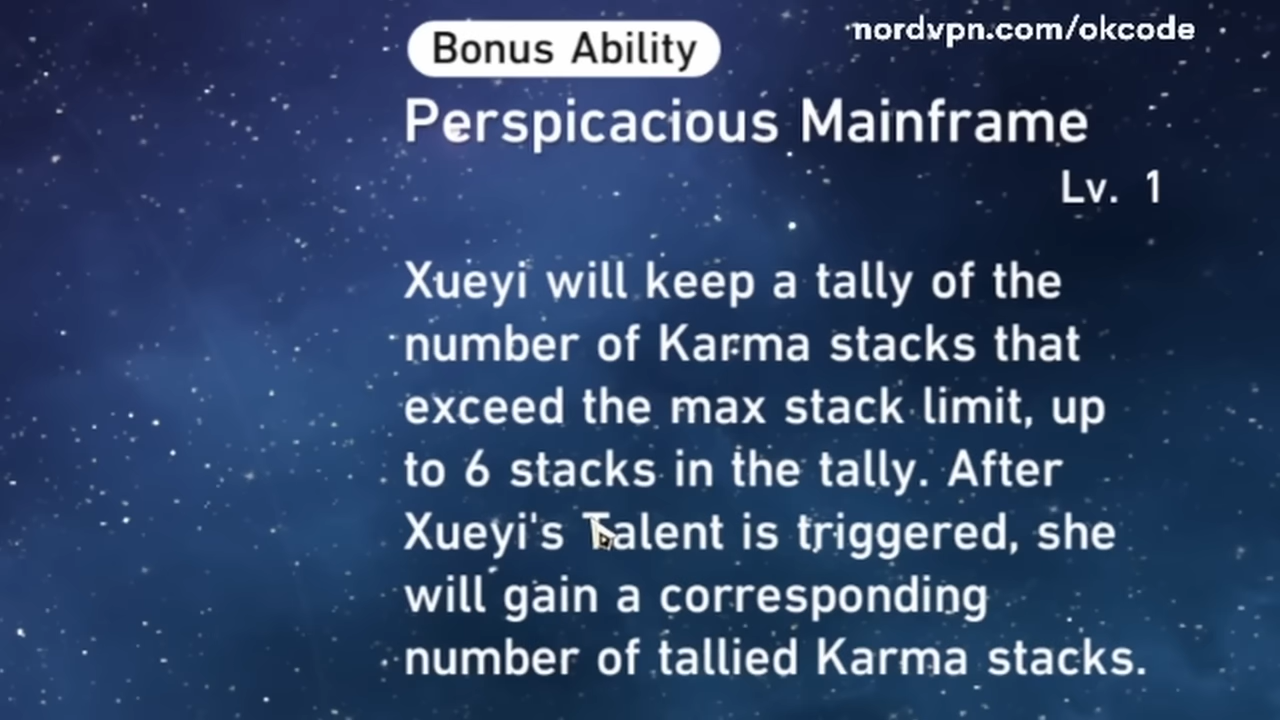 nordvpn.com/okcode
Bonus Ability
Perspicacious Mainframe
Lv. 1
Xueyi will keep a tally of the
number of Karma stacks that
exceed the max stack limit, up
to 6 stacks in the tally. After
Xueyi's Talent is triggered, she
will gain a corresponding
number of tallied Karma stacks.